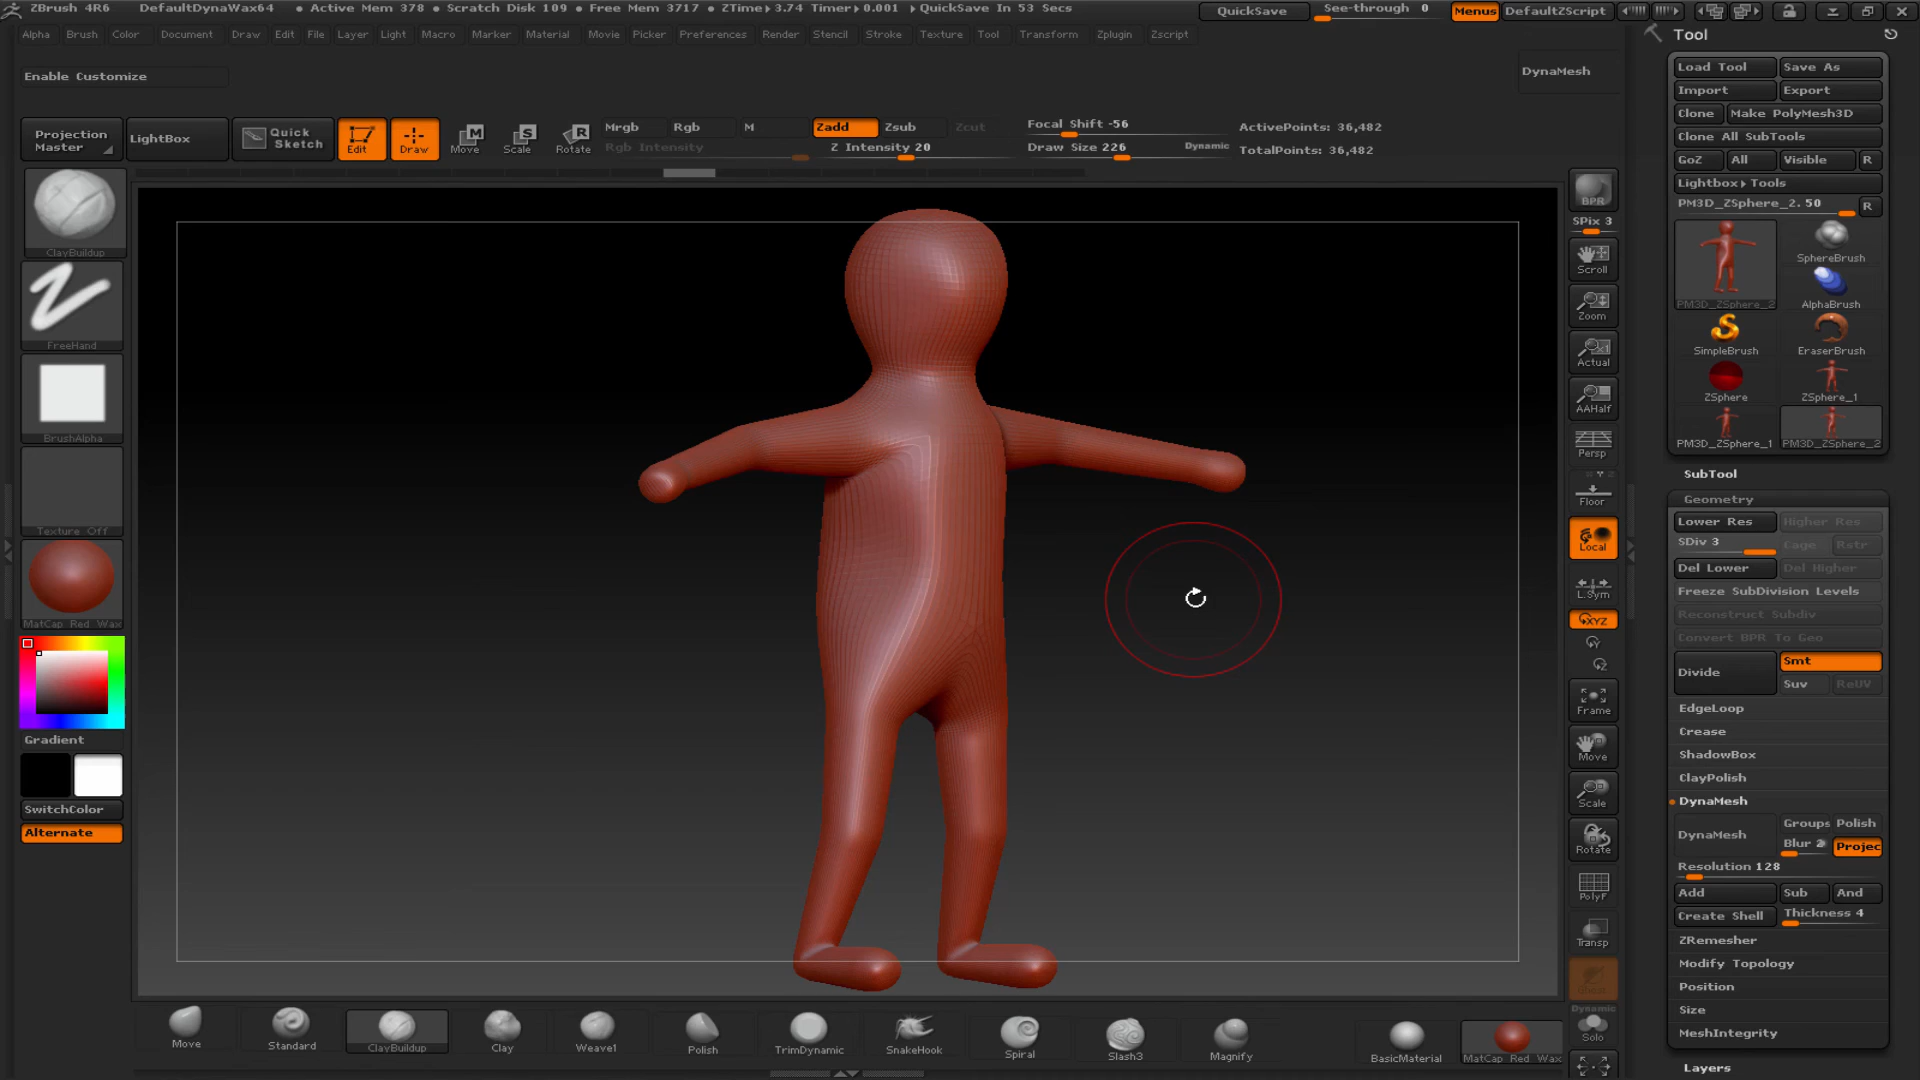 ZBrush 4R6 DefaultDynaWax64 • Active Mem 378 • Scratch Disk 109 • Free Mem 3717 • ZTime▸3.74 Timer▸0.001 ▸QuickSave In 53 Secs QuickSave See-through 0 Menus DefaultZScript
Alpha Brush Color Document Draw Edit File Layer Light Macro Marker Material Movie Picker Preferences Render Stencil Stroke Texture Tool Transform Zplugin Zscript
Enable Customize
DynaMesh
Projection Master
LightBox
Quick Sketch
Edit
Draw
Move
Scale
Rotate
Mrgb Rgb M
Rgb Intensity
Zadd Zsub Zcut
Z Intensity 20
Focal Shift -56
Draw Size 226 Dynamic
ActivePoints: 36,482
TotalPoints: 36,482
ClayBuildup
FreeHand
BrushAlpha
Texture Off
MatCap Red Wax
Gradient
SwitchColor
Alternate
BPR
SPix 3
Scroll
Zoom
Actual
AAHalf
Persp
Floor
Local
L.Sym
XYZ
Frame
Move
Scale
Rotate
PolyF
Transp
Dynamic
Solo
Tool
Load Tool Save As
Import Export
Clone Make PolyMesh3D
Clone All SubTools
GoZ All Visible R
Lightbox▸Tools
PM3D_ZSphere_2. 50 R
PM3D_ZSphere_2
SphereBrush
AlphaBrush
SimpleBrush EraserBrush
ZSphere ZSphere_1
PM3D_ZSphere_1 PM3D_ZSphere_2
SubTool
Geometry
Lower Res Higher Res
SDiv 3 Cage Rstr
Del Lower Del Higher
Freeze SubDivision Levels
Reconstruct Subdiv
Convert BPR To Geo
Divide Smt
Suv ReUV
EdgeLoop
Crease
ShadowBox
ClayPolish
DynaMesh
DynaMesh Groups Polish
Blur 2 Projec
Resolution 128
Add Sub And
Create Shell Thickness 4
ZRemesher
Modify Topology
Position
Size
MeshIntegrity
Layers
Move
Standard
ClayBuildup
Clay
Weave1
Polish
TrimDynamic
SnakeHook
Spiral
Slash3
Magnify
BasicMaterial
MatCap Red Wax